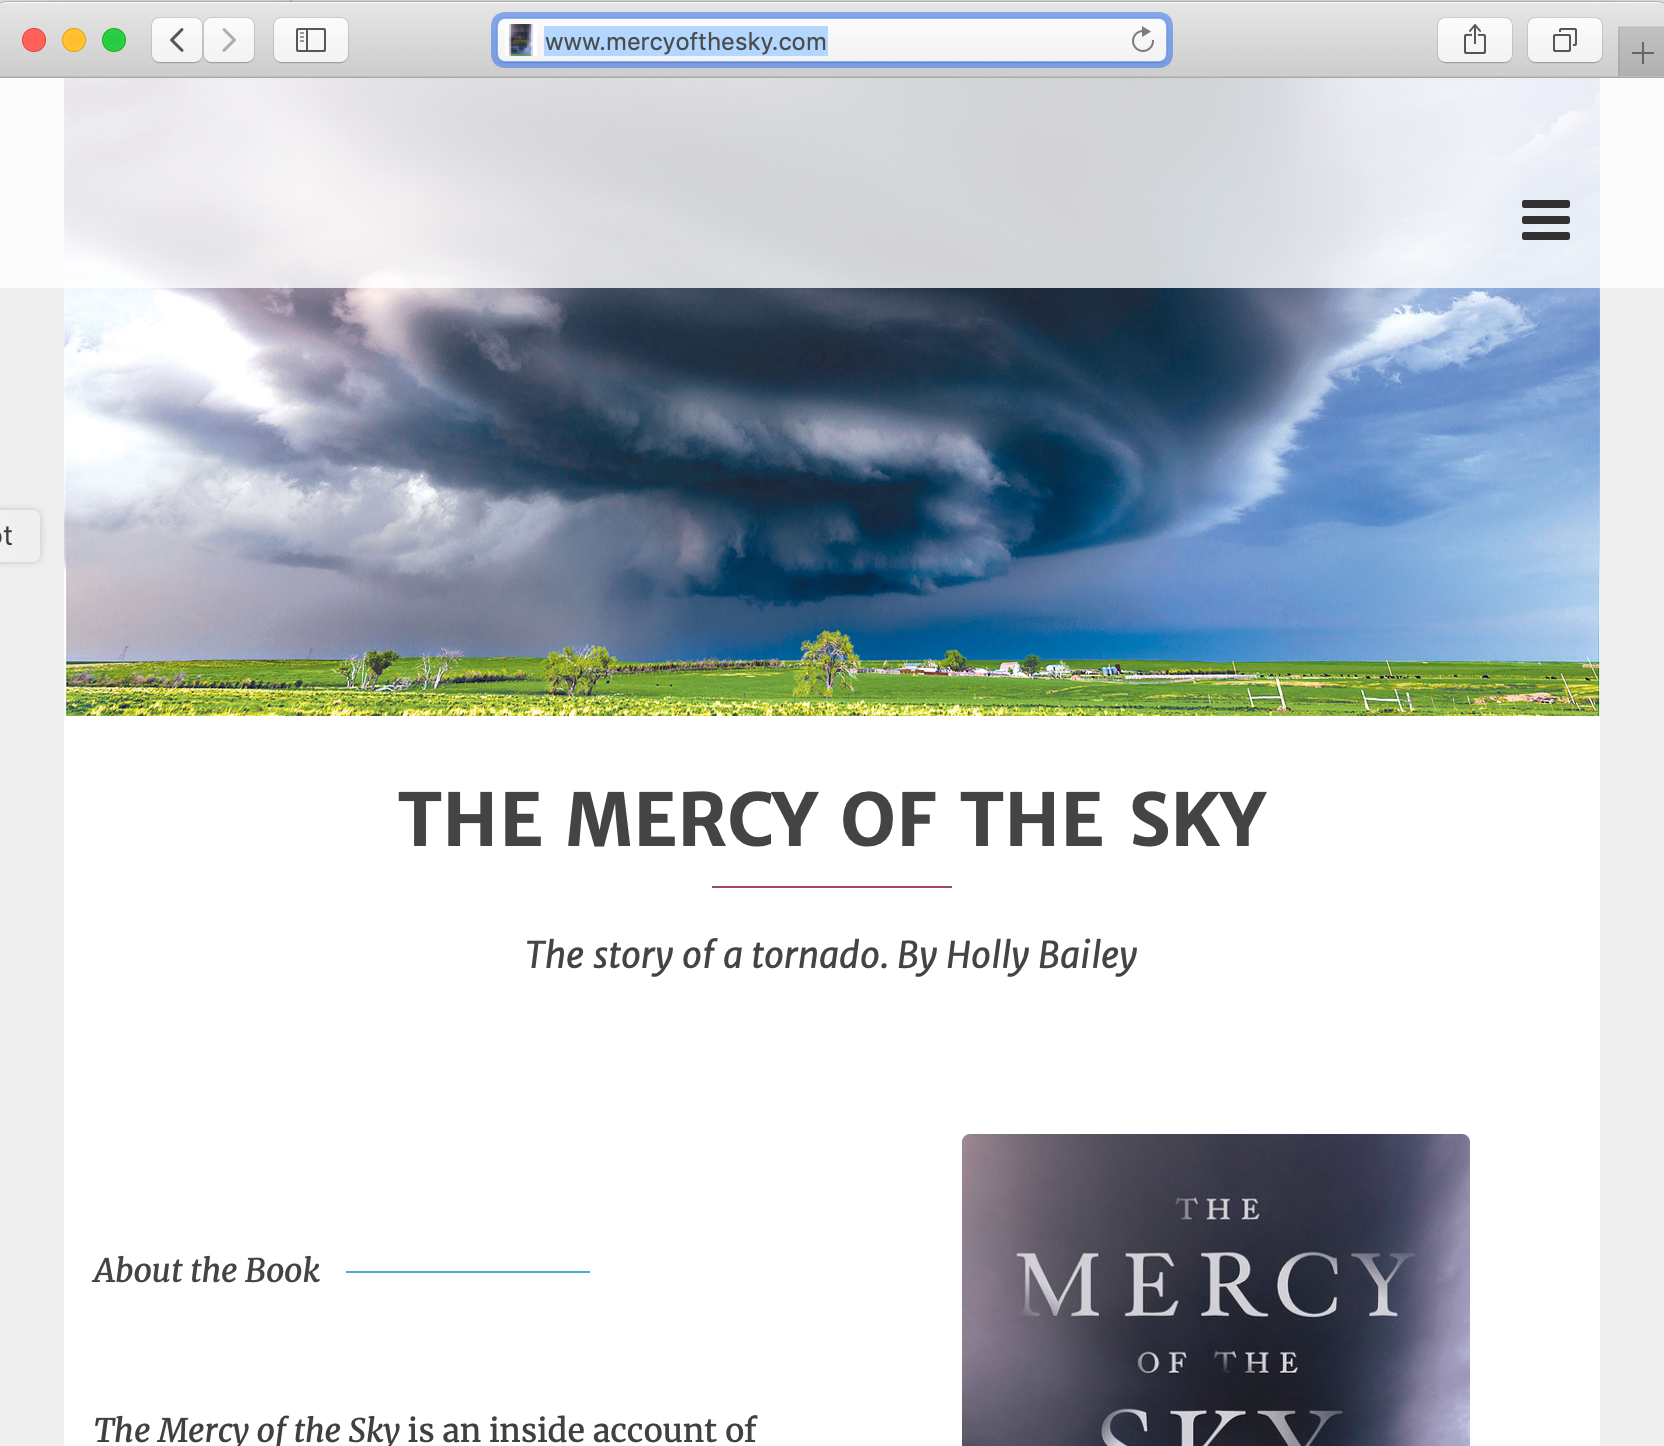 www.mercyofthesky.com
THE MERCY OF THE SKY
The story of a tornado. By Holly Bailey
About the Book
The Mercy of the Sky is an inside account of
THE
MERCY
OF THE
SKY